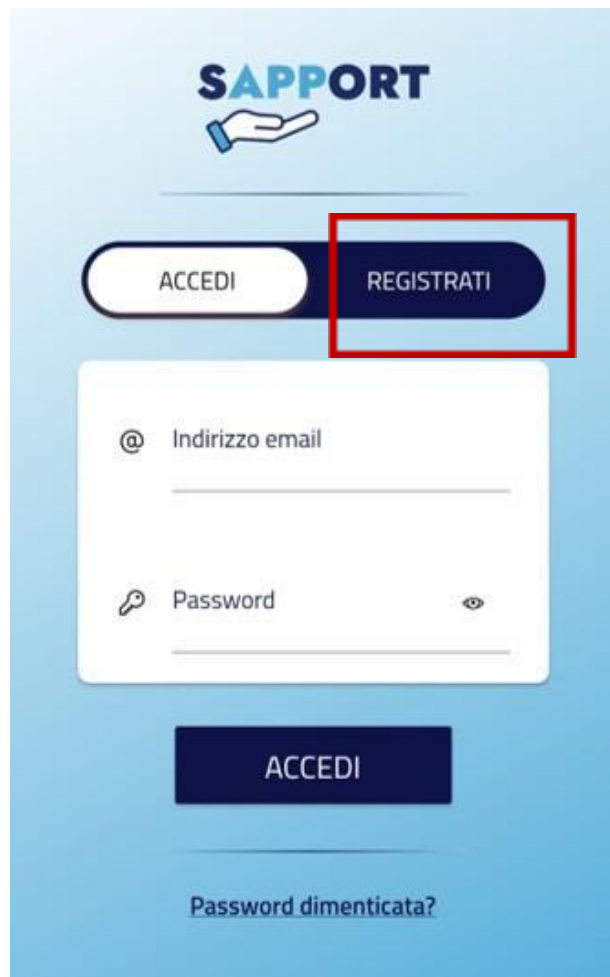 SAPPORT
ACCEDI
REGISTRATI
@ Indirizzo email
Password
ACCEDI
Password dimenticata?